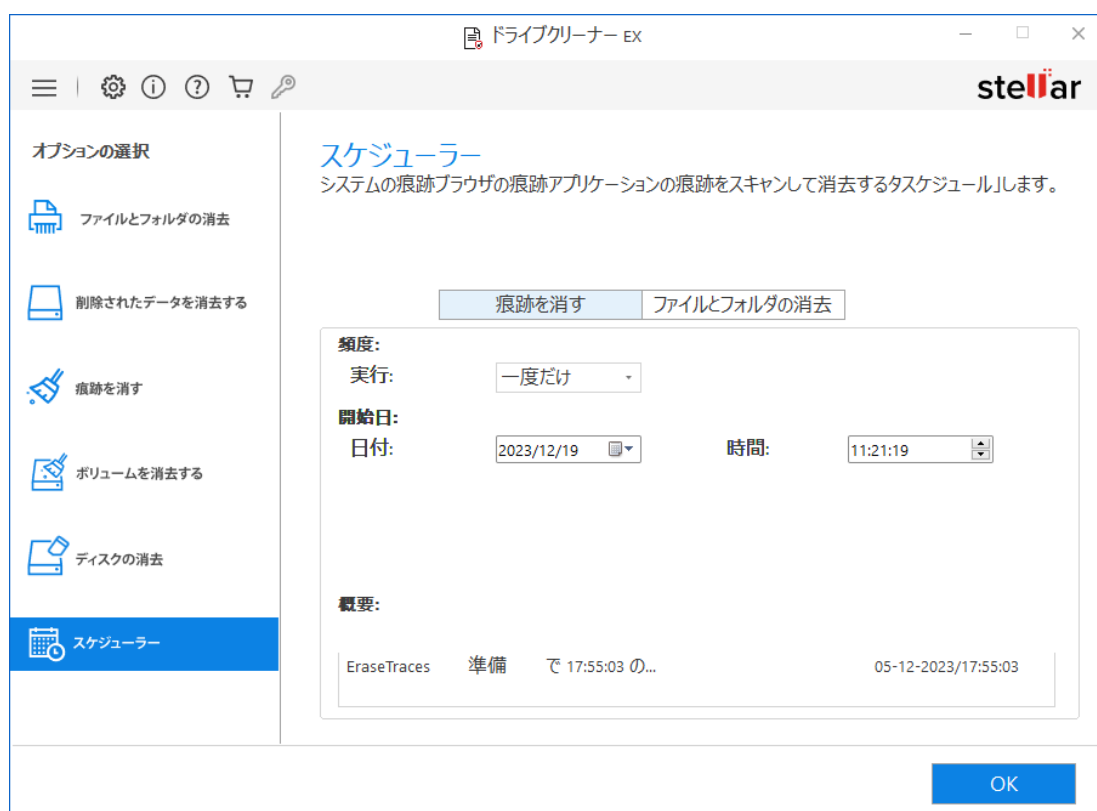 ドライブクリーナー EX
stellar
オプションの選択
ファイルとフォルダの消去
削除されたデータを消去する
痕跡を消す
ボリュームを消去する
ディスクの消去
スケジューラー
スケジューラー
システムの痕跡ブラウザの痕跡アプリケーションの痕跡をスキャンして消去するタスケジュール」します。
痕跡を消す ファイルとフォルダの消去
頻度:
実行: 一度だけ
開始日:
日付: 2023/12/19 時間: 11:21:19
概要:
EraseTraces 準備 で 17:55:03 の... 05-12-2023/17:55:03
OK